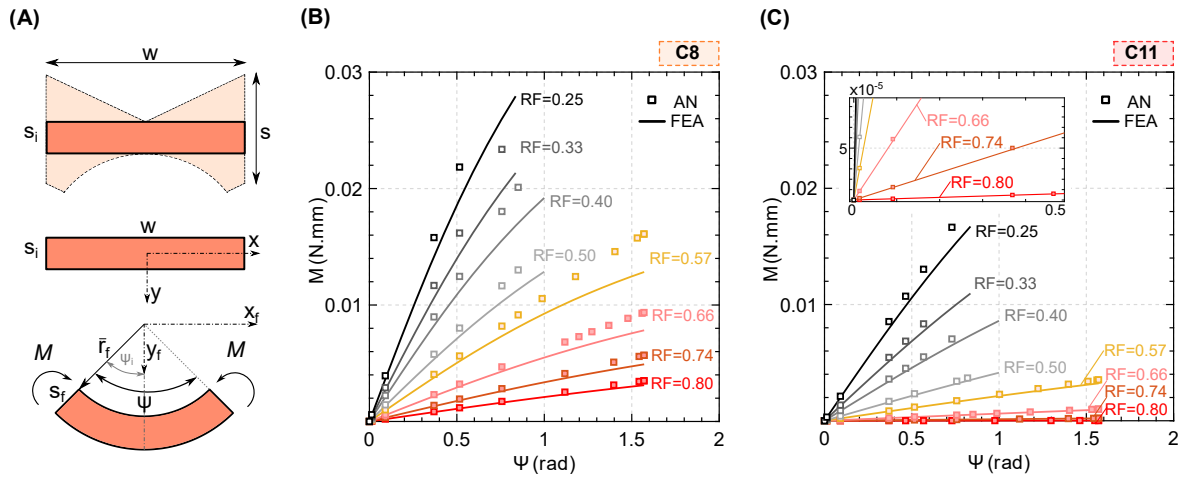 (A)
w
s_i
s
w
s_i
x
y
x_f
M
r̄_f
ψ_i
y_f
M
s_f
Ψ
(B)
C8
0.03
0.02
0.01
0
M(N.mm)
RF=0.25
RF=0.33
RF=0.40
RF=0.50
RF=0.57
RF=0.66
RF=0.74
RF=0.80
AN
FEA
0 0.5 1 1.5 2
Ψ(rad)
(C)
C11
0.03
0.02
0.01
0
M(N.mm)
×10⁻⁵
5
0 0.5
RF=0.66
RF=0.74
RF=0.80
AN
FEA
RF=0.25
RF=0.33
RF=0.40
RF=0.50
RF=0.57
RF=0.66
RF=0.74
RF=0.80
0 0.5 1 1.5 2
Ψ(rad)